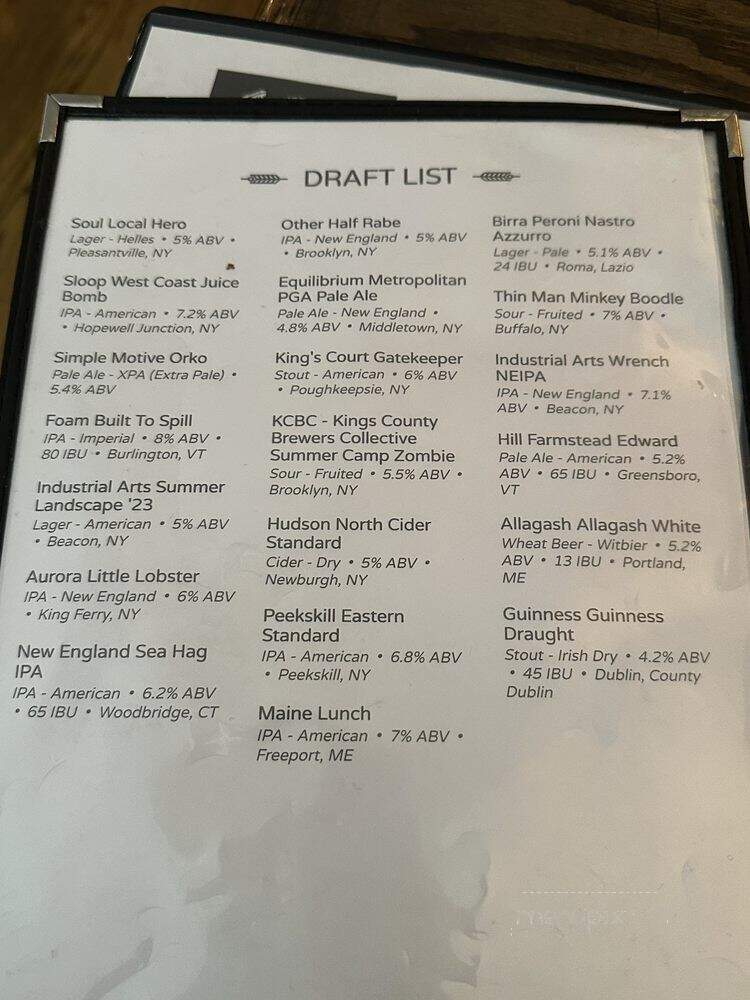 DRAFT LIST
Soul Local Hero
Lager - Helles • 5% ABV •
Pleasantville, NY
Sloop West Coast Juice
Bomb
IPA - American • 7.2% ABV
• Hopewell Junction, NY
Simple Motive Orko
Pale Ale - XPA (Extra Pale) •
5.4% ABV
Foam Built To Spill
IPA - Imperial • 8% ABV •
80 IBU • Burlington, VT
Industrial Arts Summer
Landscape '23
Lager - American • 5% ABV
• Beacon, NY
Aurora Little Lobster
IPA - New England • 6% ABV
• King Ferry, NY
New England Sea Hag
IPA
IPA - American • 6.2% ABV
• 65 IBU • Woodbridge, CT
Other Half Rabe
IPA - New England • 5% ABV
• Brooklyn, NY
Equilibrium Metropolitan
PGA Pale Ale
Pale Ale - New England •
4.8% ABV • Middletown, NY
King's Court Gatekeeper
Stout - American • 6% ABV
• Poughkeepsie, NY
KCBC - Kings County
Brewers Collective
Summer Camp Zombie
Sour - Fruited • 5.5% ABV •
Brooklyn, NY
Hudson North Cider
Standard
Cider - Dry • 5% ABV •
Newburgh, NY
Peekskill Eastern
Standard
IPA - American • 6.8% ABV
• Peekskill, NY
Maine Lunch
IPA - American • 7% ABV •
Freeport, ME
Birra Peroni Nastro
Azzurro
Lager - Pale • 5.1% ABV •
24 IBU • Roma, Lazio
Thin Man Minkey Boodle
Sour - Fruited • 7% ABV •
Buffalo, NY
Industrial Arts Wrench
NEIPA
IPA - New England • 7.1%
ABV • Beacon, NY
Hill Farmstead Edward
Pale Ale - American • 5.2%
ABV • 65 IBU • Greensboro,
VT
Allagash Allagash White
Wheat Beer - Witbier • 5.2%
ABV • 13 IBU • Portland,
ME
Guinness Guinness
Draught
Stout - Irish Dry • 4.2% ABV
• 45 IBU • Dublin, County
Dublin